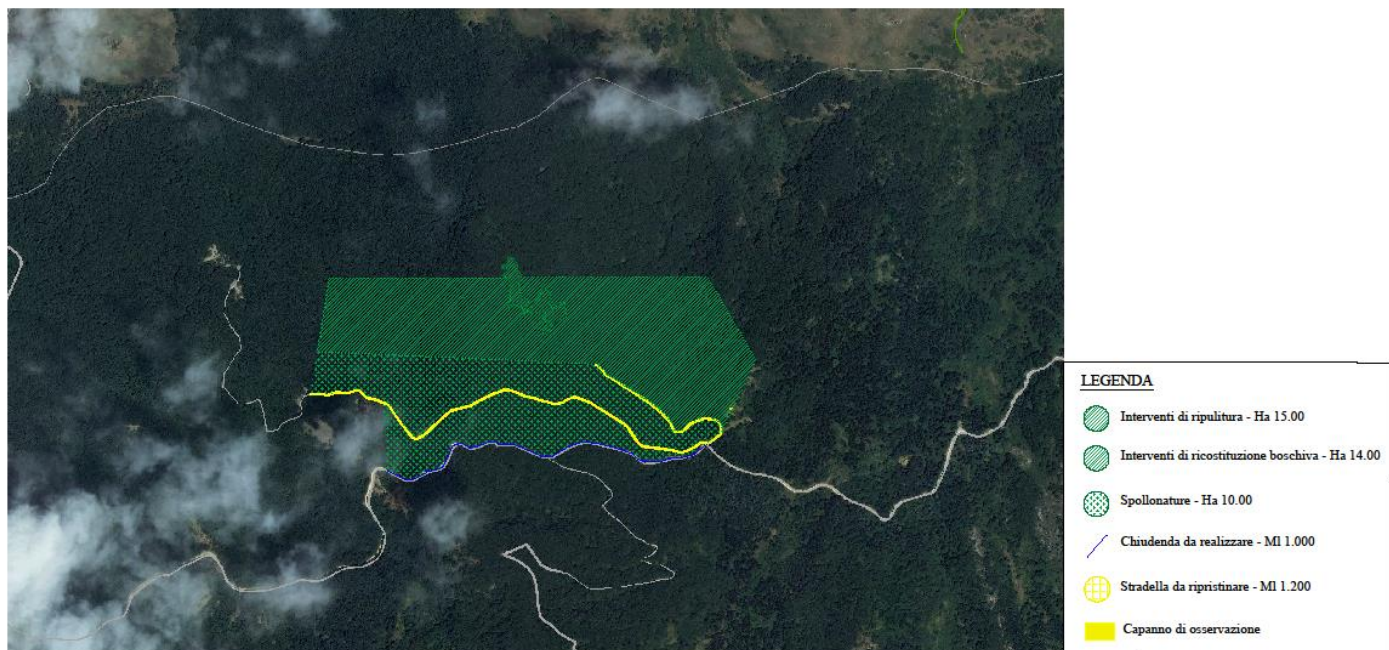 LEGENDA
Interventi di ripulitura - Ha 15.00
Interventi di ricostituzione boschiva - Ha 14.00
Spollonature - Ha 10.00
Chiudenda da realizzare - Ml 1.000
Stradella da ripristinare - Ml 1.200
Capanno di osservazione